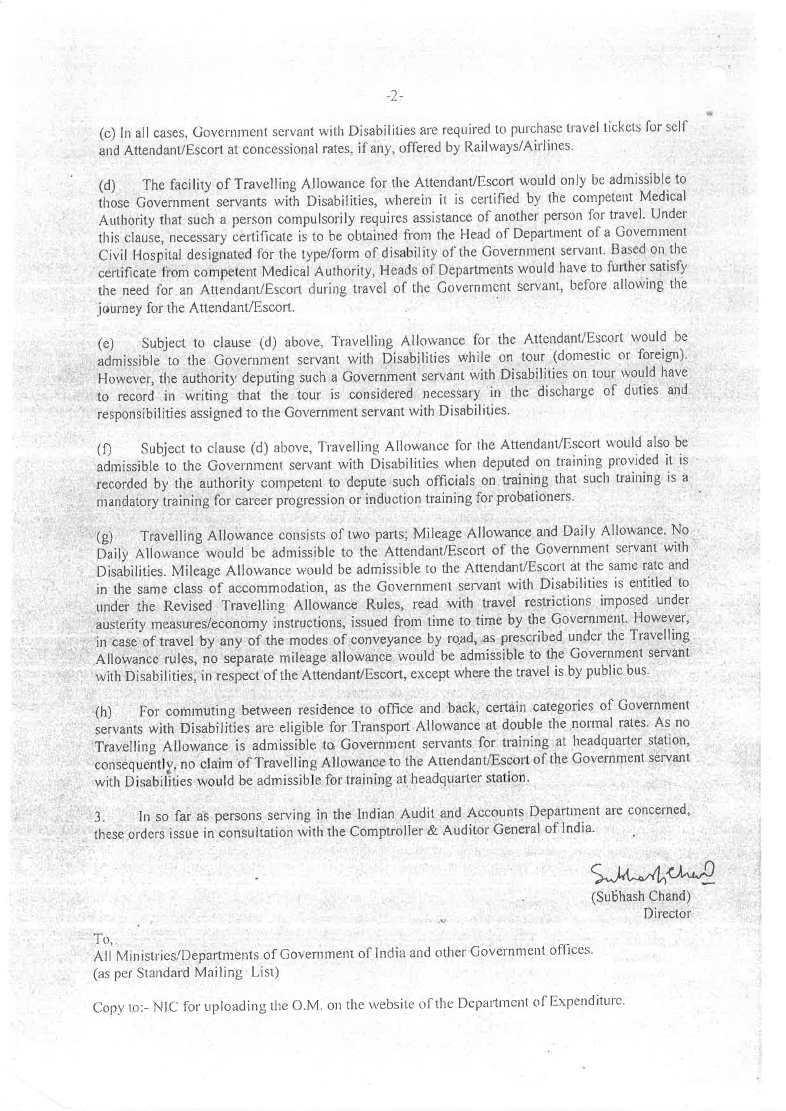 -2-
(c) In all cases, Government servant with Disabilities are required to purchase travel tickets for self
and Attendant/Escort at concessional rates, if any, offered by Railways/Airlines.
(d) The facility of Travelling Allowance for the Attendant/Escort would only be admissible to
those Government servants with Disabilities, wherein it is certified by the competent Medical
Authority that such a person compulsorily requires assistance of another person for travel. Under
this clause, necessary certificate is to be obtained from the Head of Department of a Government
Civil Hospital designated for the type/form of disability of the Government servant. Based on the
certificate from competent Medical Authority, Heads of Departments would have to further satisfy
the need for an Attendant/Escort during travel of the Government servant, before allowing the
journey for the Attendant/Escort.
(e) Subject to clause (d) above, Travelling Allowance for the Attendant/Escort would be
admissible to the Government servant with Disabilities while on tour (domestic or foreign).
However, the authority deputing such a Government servant with Disabilities on tour would have
to record in writing that the tour is considered necessary in the discharge of duties and
responsibilities assigned to the Government servant with Disabilities.
(f) Subject to clause (d) above, Travelling Allowance for the Attendant/Escort would also be
admissible to the Government servant with Disabilities when deputed on training provided it is
recorded by the authority competent to depute such officials on training that such training is a
mandatory training for career progression or induction training for probationers.
(g) Travelling Allowance consists of two parts; Mileage Allowance and Daily Allowance. No
Daily Allowance would be admissible to the Attendant/Escort of the Government servant with
Disabilities. Mileage Allowance would be admissible to the Attendant/Escort at the same rate and
in the same class of accommodation, as the Government servant with Disabilities is entitled to
under the Revised Travelling Allowance Rules, read with travel restrictions imposed under
austerity measures/economy instructions, issued from time to time by the Government. However,
in case of travel by any of the modes of conveyance by road, as prescribed under the Travelling
Allowance rules, no separate mileage allowance would be admissible to the Government servant
with Disabilities, in respect of the Attendant/Escort, except where the travel is by public bus.
(h) For commuting between residence to office and back, certain categories of Government
servants with Disabilities are eligible for Transport Allowance at double the normal rates. As no
Travelling Allowance is admissible to Government servants for training at headquarter station,
consequently, no claim of Travelling Allowance to the Attendant/Escort of the Government servant
with Disabilities would be admissible for training at headquarter station.
3. In so far as persons serving in the Indian Audit and Accounts Department are concerned,
these orders issue in consultation with the Comptroller & Auditor General of India.
Subhash Chand
(Subhash Chand)
Director
To,
All Ministries/Departments of Government of India and other Government offices.
(as per Standard Mailing List)
Copy to:- NIC for uploading the O.M. on the website of the Department of Expenditure.